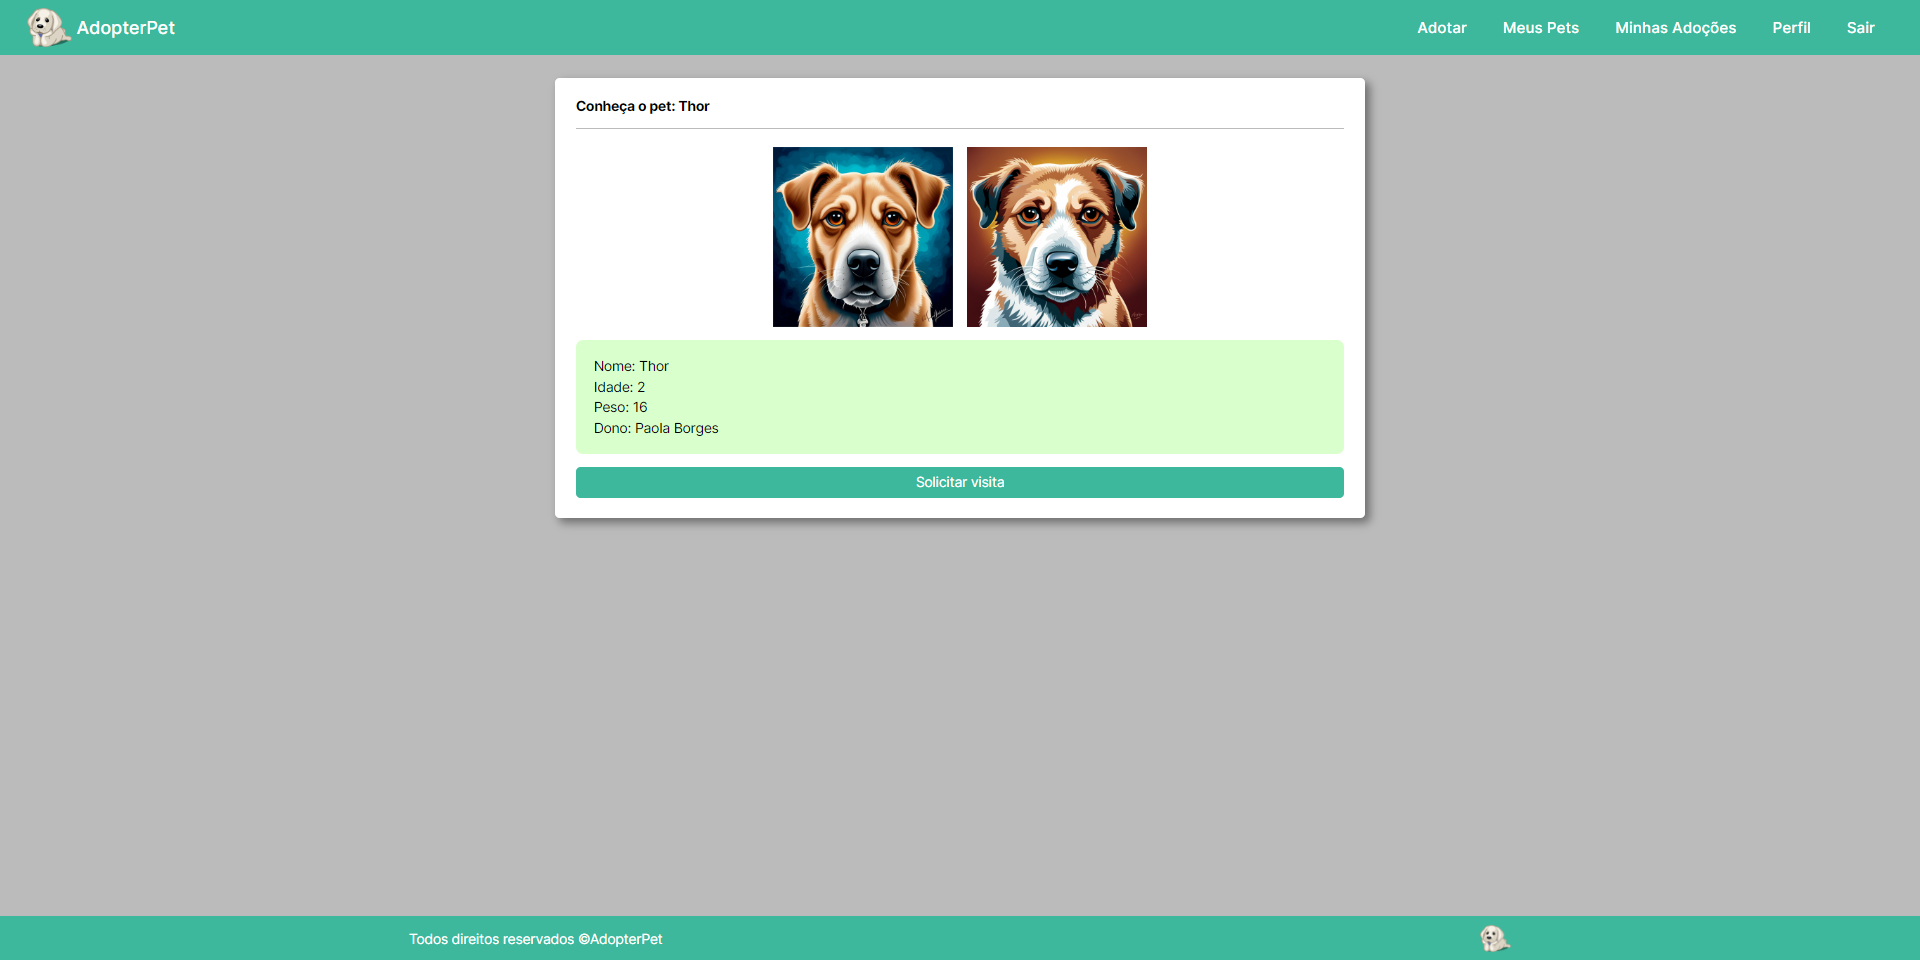 AdopterPet
Adotar
Meus Pets
Minhas Adoções
Perfil
Sair
Conheça o pet: Thor
Nome: Thor
Idade: 2
Peso: 16
Dono: Paola Borges
Solicitar visita
Todos direitos reservados ©AdopterPet